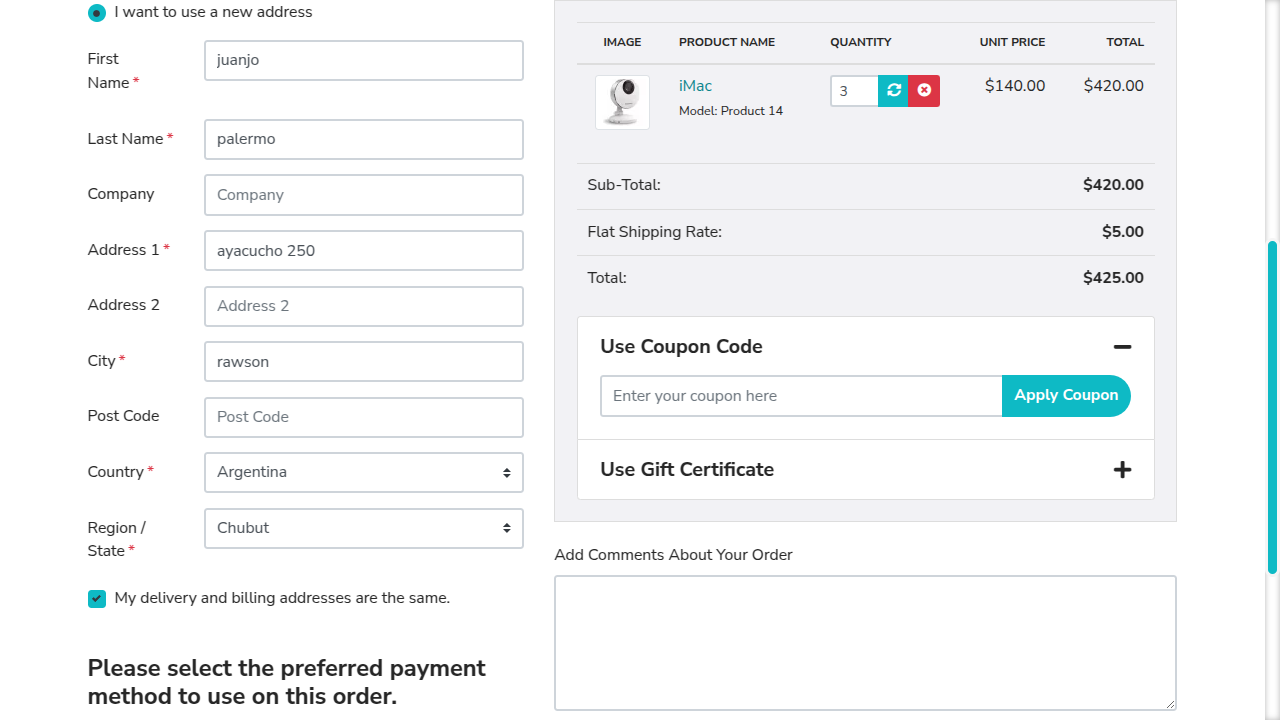 I want to use a new address
First
Name *
juanjo
Last Name *
palermo
Company
Company
Address 1 *
ayacucho 250
Address 2
Address 2
City *
rawson
Post Code
Post Code
Country *
Argentina
Region /
State *
Chubut
My delivery and billing addresses are the same.
Please select the preferred payment
method to use on this order.
IMAGE PRODUCT NAME QUANTITY UNIT PRICE TOTAL
iMac 3 $140.00 $420.00
Model: Product 14
Sub-Total: $420.00
Flat Shipping Rate: $5.00
Total: $425.00
Use Coupon Code
Enter your coupon here Apply Coupon
Use Gift Certificate
Add Comments About Your Order